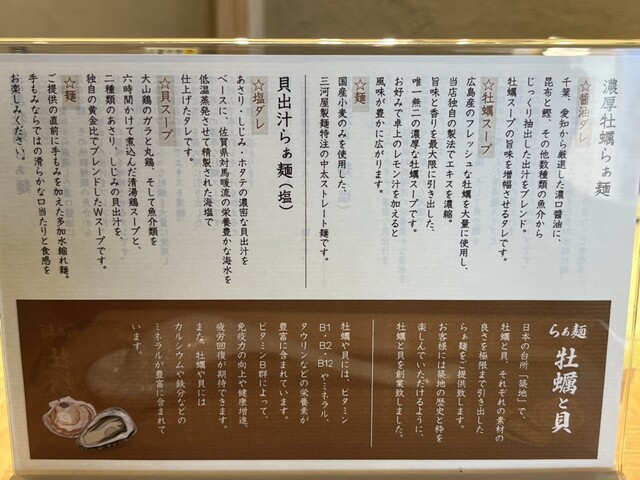 濃厚牡蠣らぁ麺
☆醤油ダレ
千葉、愛知から厳選した濃口醤油に、
昆布と鰹、その他数種類の魚介から
じっくり抽出した出汁をブレンド。
牡蠣スープの旨味を増幅させるタレです。
☆牡蠣スープ
広島産のフレッシュな牡蠣を大量に使用し、
当店独自の製法でエキスを濃縮。
旨味と香りを最大限に引き出した、
唯一無二の濃厚な牡蠣スープです。
お好みで卓上のレモン汁を加えると
風味が豊かに広がります。
☆麺
国産小麦のみを使用した、
三河屋製麺特注の中太ストレート麺です。
貝出汁らぁ麺(塩)
☆塩ダレ
あさり・しじみ・ホタテの濃密な貝出汁を
ベースに、佐賀県対馬暖流の栄養豊かな海水を
低温蒸発させて精製された海塩で
仕上げたタレです。
☆貝スープ
大山鶏のガラと丸鶏、そして魚介類を
六時間かけて煮込んだ清湯鶏スープと、
二種類のあさり、しじみの貝出汁を、
独自の黄金比でブレンドしたWスープです。
☆麺
ご提供の直前に手もみを加えた多加水縮れ麺。
手もみならではの滑らかな口当たりと食感を
お楽しみください。
らぁ麺 牡蠣と貝
日本の台所「築地」で、
牡蠣と貝、それぞれの素材の
良さを極限まで引き出した
らぁ麺をご提供致します。
お客様には築地の歴史と粋を
楽しんでいただけるように、
牡蠣と貝を創業致しました。
牡蠣や貝には、ビタミン
B1・B2・B12やミネラル、
タウリンなどの栄養素が
豊富に含まれています。
ビタミンB群によって、
免疫力の向上や健康増進、
疲労回復が期待できます。
また、牡蠣や貝には
カルシウムや鉄分などの
ミネラルが豊富に含まれて
います。